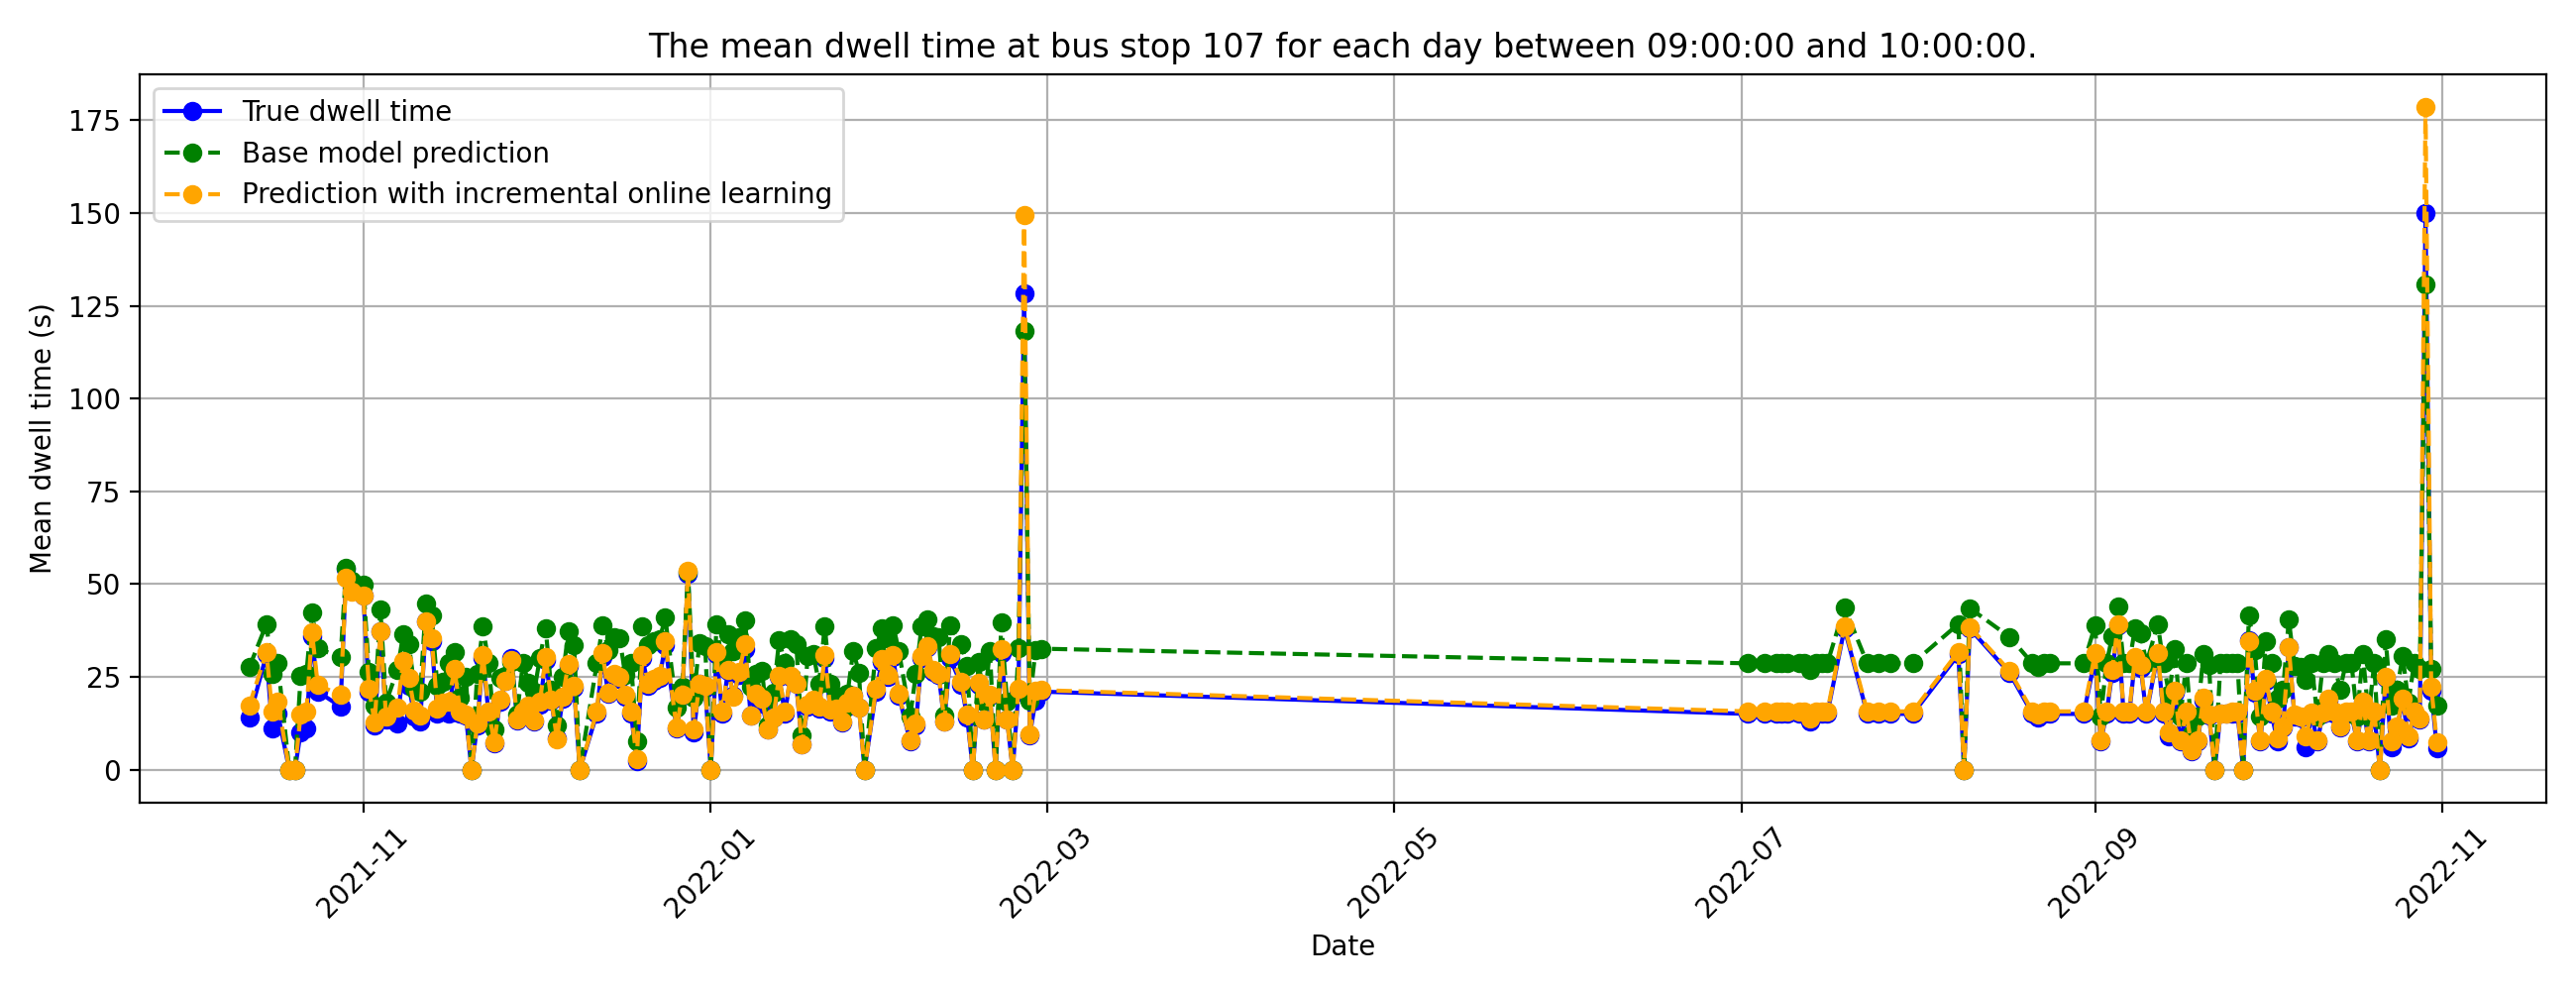 The mean dwell time at bus stop 107 for each day between 09:00:00 and 10:00:00.
True dwell time
Base model prediction
Prediction with incremental online learning
Mean dwell time (s)
175
150
125
100
75
50
25
0
2021-11
2022-01
2022-03
2022-05
2022-07
2022-09
2022-11
Date